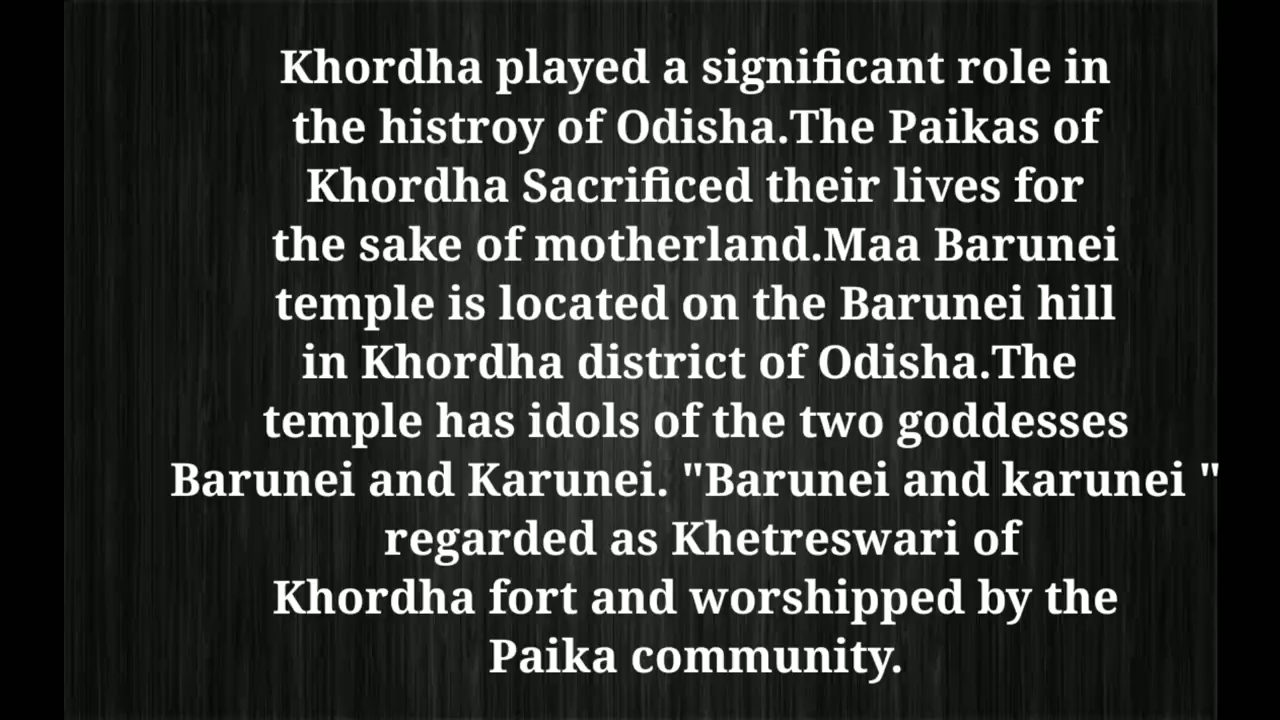 Khordha played a significant role in
the histroy of Odisha.The Paikas of
Khordha Sacrificed their lives for
the sake of motherland.Maa Barunei
temple is located on the Barunei hill
in Khordha district of Odisha.The
temple has idols of the two goddesses
Barunei and Karunei. "Barunei and karunei "
regarded as Khetreswari of
Khordha fort and worshipped by the
Paika community.